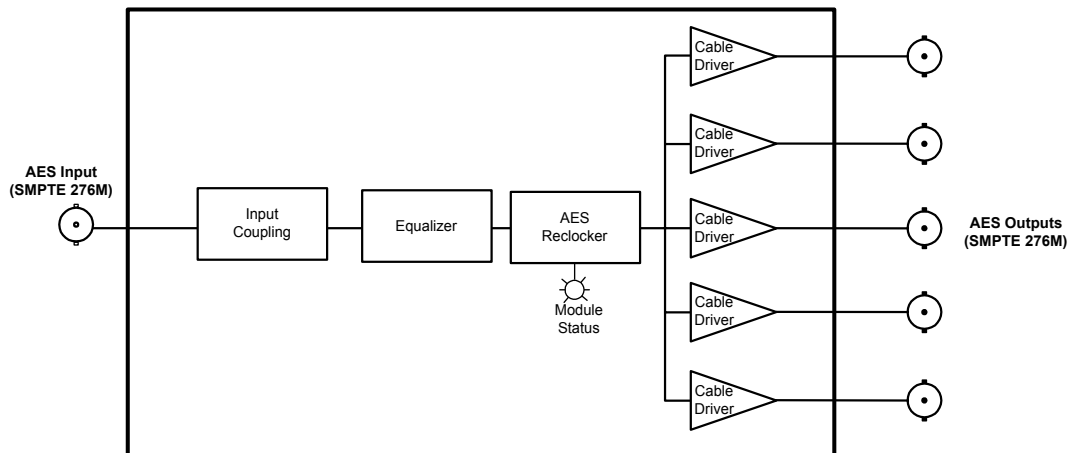 AES Input
(SMPTE 276M)
Input
Coupling
Equalizer
AES
Reclocker
Module
Status
Cable
Driver
Cable
Driver
Cable
Driver
Cable
Driver
Cable
Driver
AES Outputs
(SMPTE 276M)